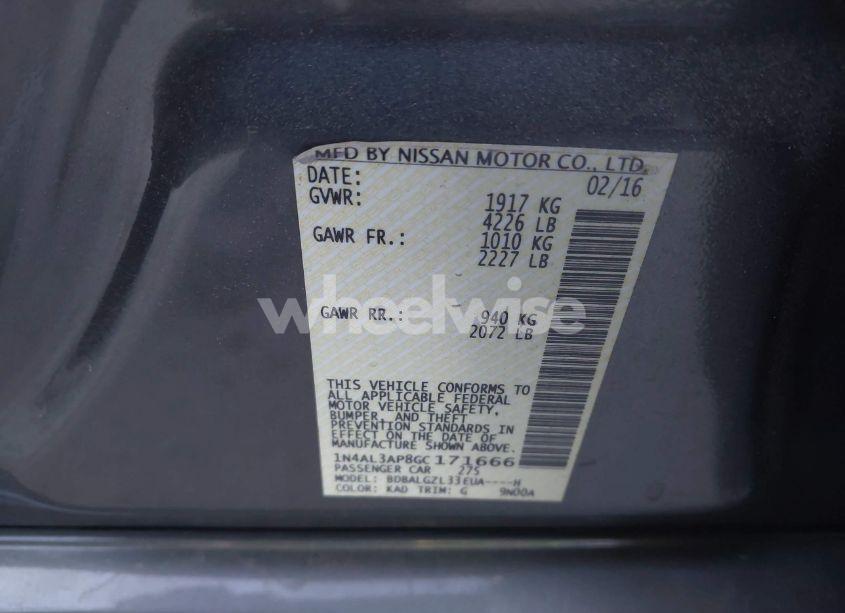 MFD BY NISSAN MOTOR CO., LTD.
DATE: 02/16
GVWR: 1917 KG
4226 LB
GAWR FR.: 1010 KG
2227 LB
wheelwise
GAWR RR.: 940 KG
2072 LB
THIS VEHICLE CONFORMS TO
ALL APPLICABLE FEDERAL
MOTOR VEHICLE SAFETY,
BUMPER, AND THEFT
PREVENTION STANDARDS IN
EFFECT ON THE DATE OF
MANUFACTURE SHOWN ABOVE.
1N4AL3AP8GC171666
PASSENGER CAR 275
MODEL: BDBALGZL33EUA----H
COLOR: KAD TRIM: G 9N00A